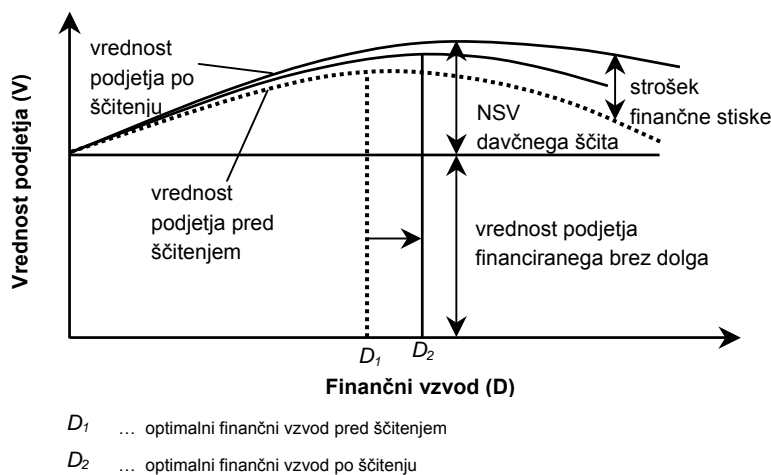 vrednost
podjetja po
ščitenju
strošek
finančne stiske
NSV
davčnega ščita
vrednost
podjetja pred
ščitenjem
vrednost podjetja
financiranega brez dolga
Vrednost podjetja (V)
D1
D2
Finančni vzvod (D)
D1 … optimalni finančni vzvod pred ščitenjem
D2 … optimalni finančni vzvod po ščitenju